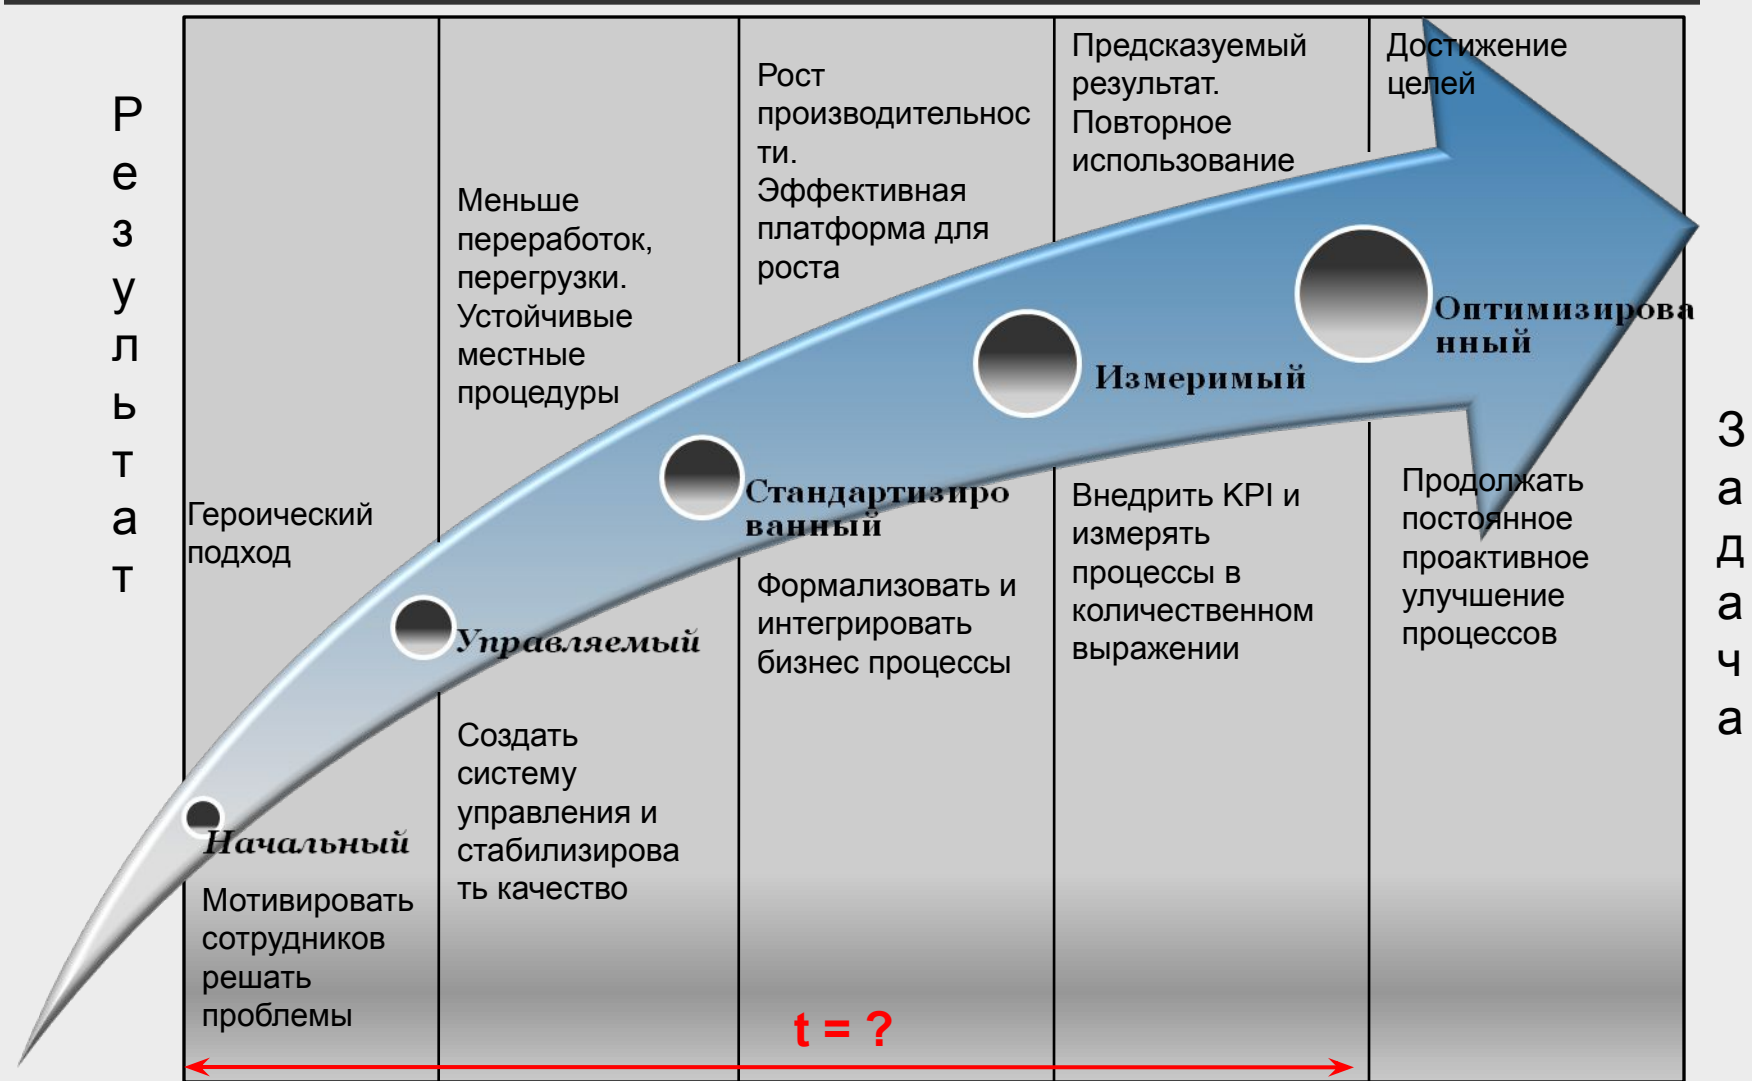 Р
е
з
у
л
ь
т
а
т
Героический
подход
Начальный
Мотивировать
сотрудников
решать
проблемы
Меньше
переработок,
перегрузки.
Устойчивые
местные
процедуры
Управляемый
Создать
систему
управления и
стабилизирова
ть качество
Рост
производительнос
ти.
Эффективная
платформа для
роста
Стандартизиро
ванный
Формализовать и
интегрировать
бизнес процессы
Предсказуемый
результат.
Повторное
использование
Измеримый
Внедрить KPI и
измерять
процессы в
количественном
выражении
Достижение
целей
Оптимизирова
нный
Продолжать
постоянное
проактивное
улучшение
процессов
t = ?
З
а
д
а
ч
а